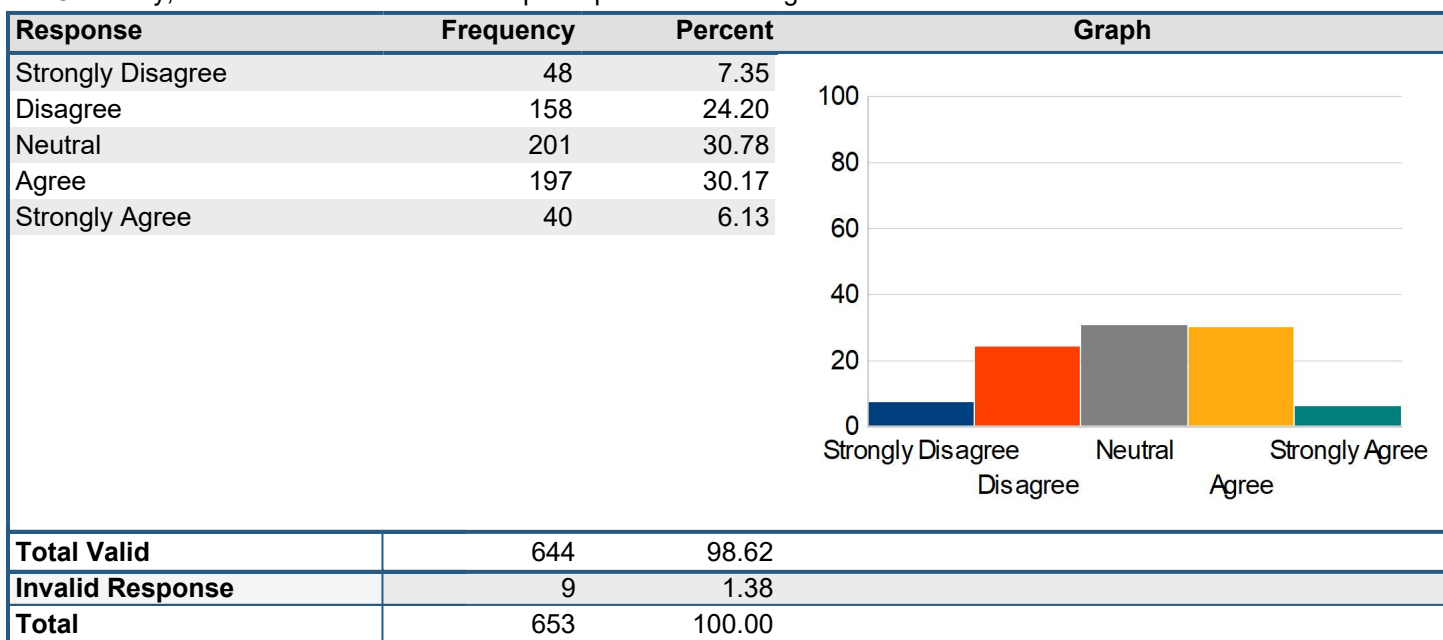 Response Frequency Percent Graph
Strongly Disagree 48 7.35
Disagree 158 24.20
Neutral 201 30.78
Agree 197 30.17
Strongly Agree 40 6.13
100
80
60
40
20
0
Strongly Disagree Neutral Strongly Agree
Disagree Agree
Total Valid 644 98.62
Invalid Response 9 1.38
Total 653 100.00